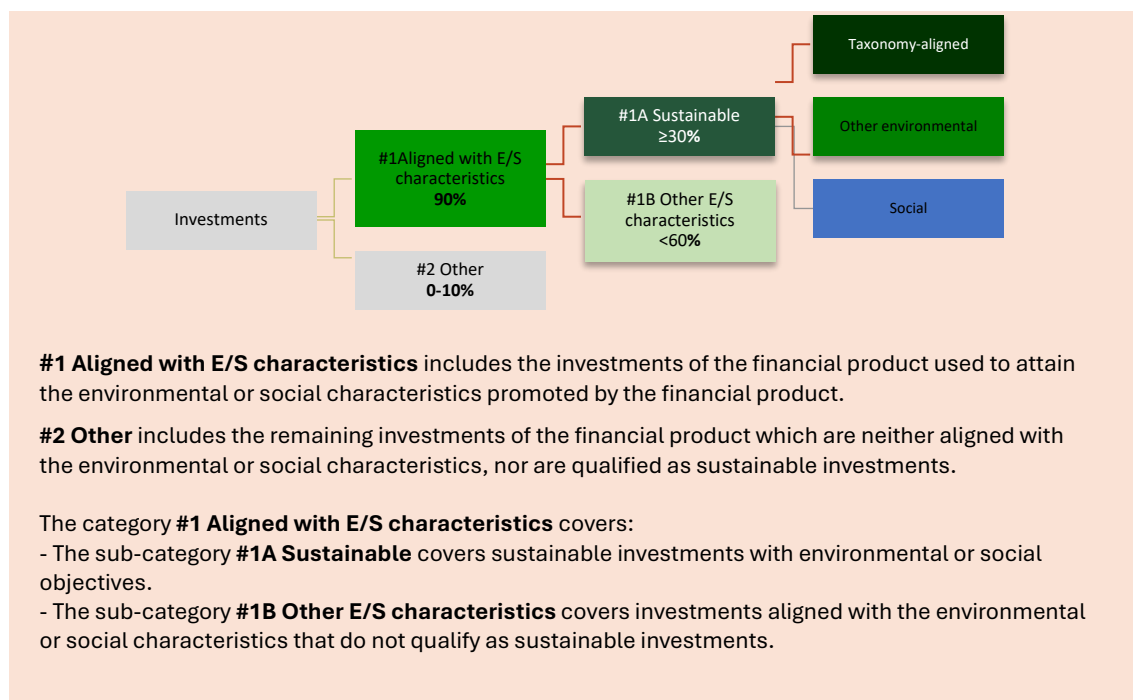 Taxonomy-aligned
#1A Sustainable
≥30%
Other environmental
#1Aligned with E/S
characteristics
90%
#1B Other E/S
characteristics
<60%
Social
Investments
#2 Other
0-10%
#1 Aligned with E/S characteristics includes the investments of the financial product used to attain
the environmental or social characteristics promoted by the financial product.
#2 Other includes the remaining investments of the financial product which are neither aligned with
the environmental or social characteristics, nor are qualified as sustainable investments.
The category #1 Aligned with E/S characteristics covers:
- The sub-category #1A Sustainable covers sustainable investments with environmental or social
objectives.
- The sub-category #1B Other E/S characteristics covers investments aligned with the environmental
or social characteristics that do not qualify as sustainable investments.